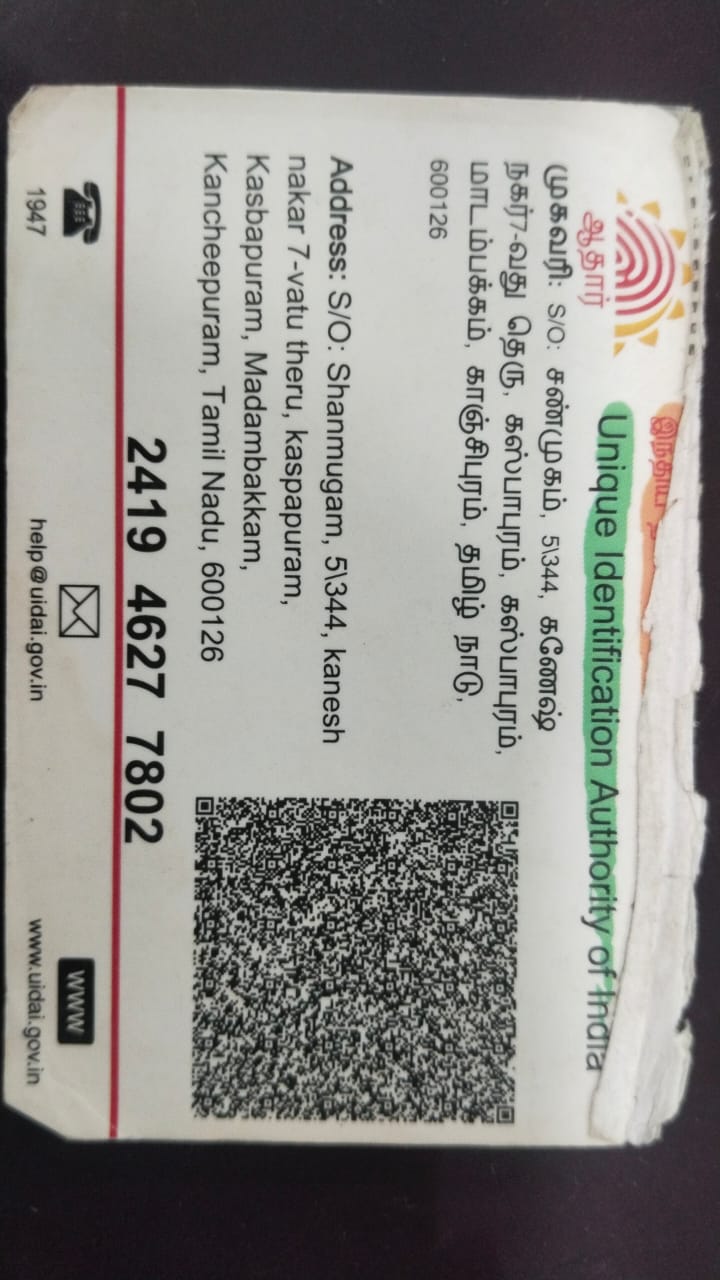 இந்திய
Unique Identification Authority of India
ஆதார்
முகவரி: S/O: சண்முகம், 5\344, கணேஷ்
நகர்7-வது தெரு, கஸ்பாபுரம், கஸ்பாபுரம்,
மாடம்பக்கம், காஞ்சிபுரம், தமிழ் நாடு,
600126
Address: S/O: Shanmugam, 5\344, kanesh
nakar 7-vatu theru, kaspapuram,
Kasbapuram, Madambakkam,
Kancheepuram, Tamil Nadu, 600126
2419 4627 7802
1947
help@uidai.gov.in
www
www.uidai.gov.in